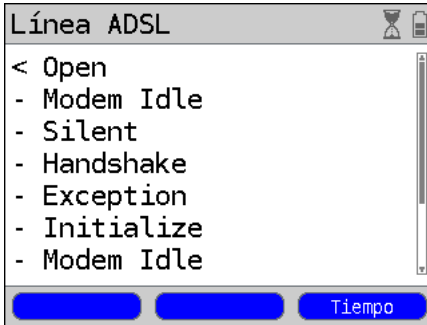 Línea ADSL
< Open
- Modem Idle
- Silent
- Handshake
- Exception
- Initialize
- Modem Idle
Tiempo